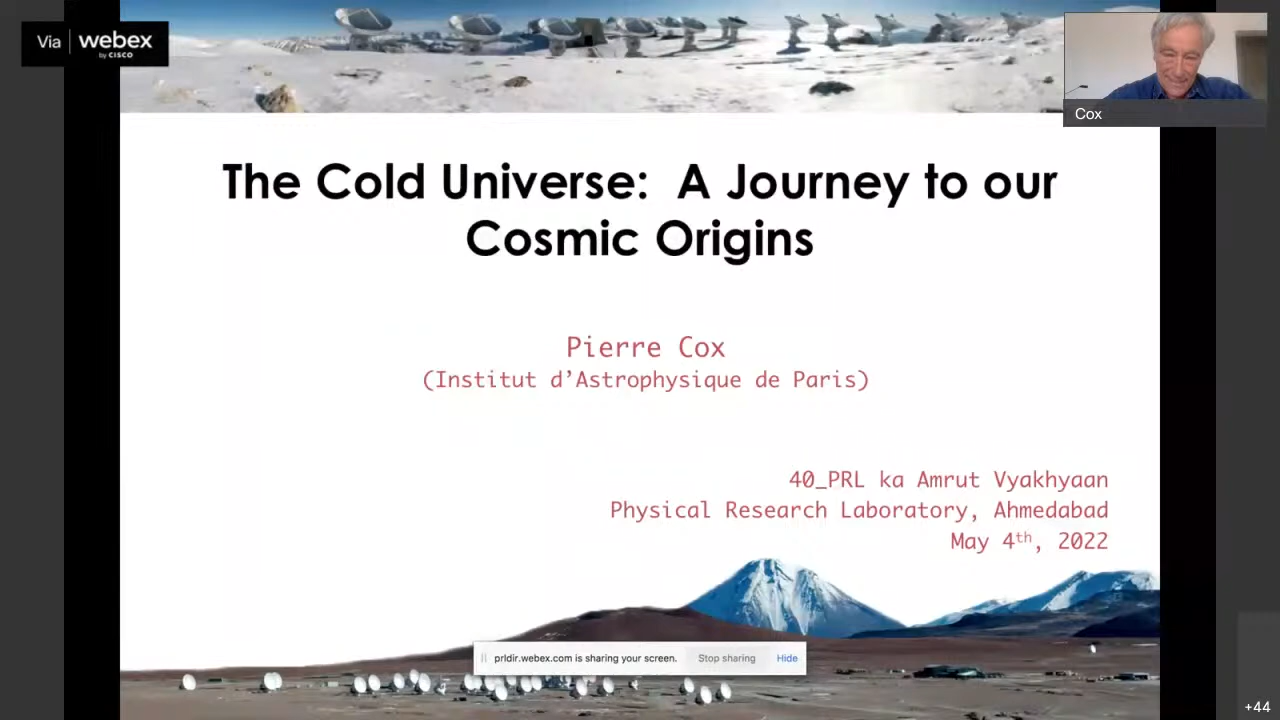 Via webex
by CISCO
Cox
The Cold Universe: A Journey to our
Cosmic Origins
Pierre Cox
(Institut d’Astrophysique de Paris)
40_PRL ka Amrut Vyakhyaan
Physical Research Laboratory, Ahmedabad
May 4th, 2022
prldir.webex.com is sharing your screen. Stop sharing Hide
+44